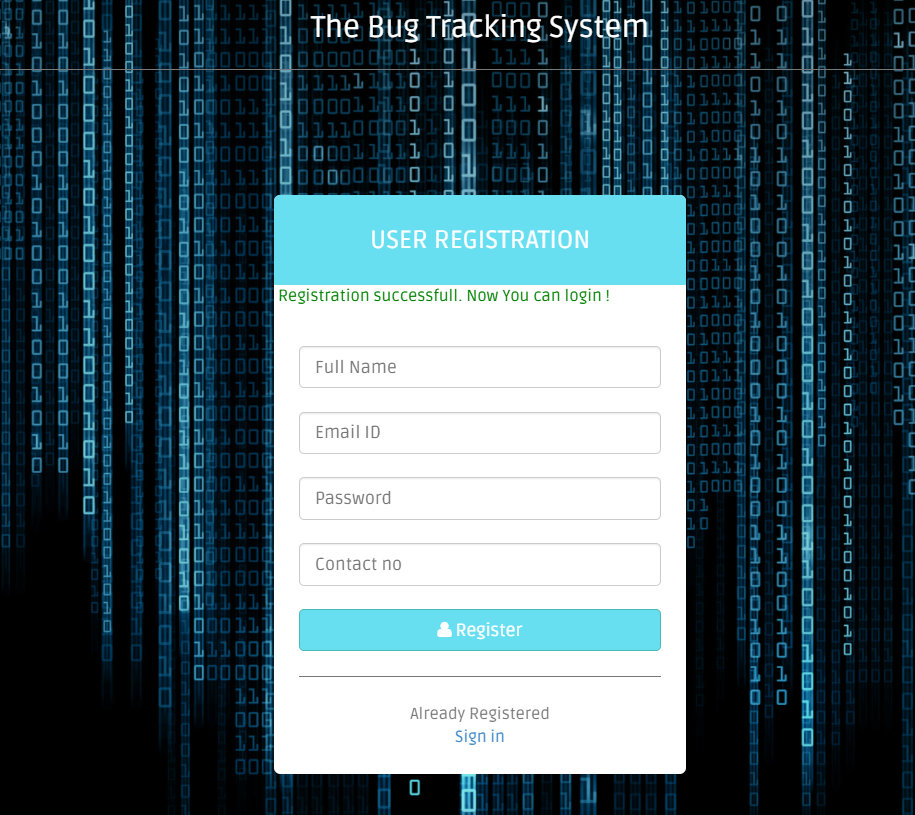 The Bug Tracking System
USER REGISTRATION
Registration successfull. Now You can login !
Full Name
Email ID
Password
Contact no
Register
Already Registered
Sign in